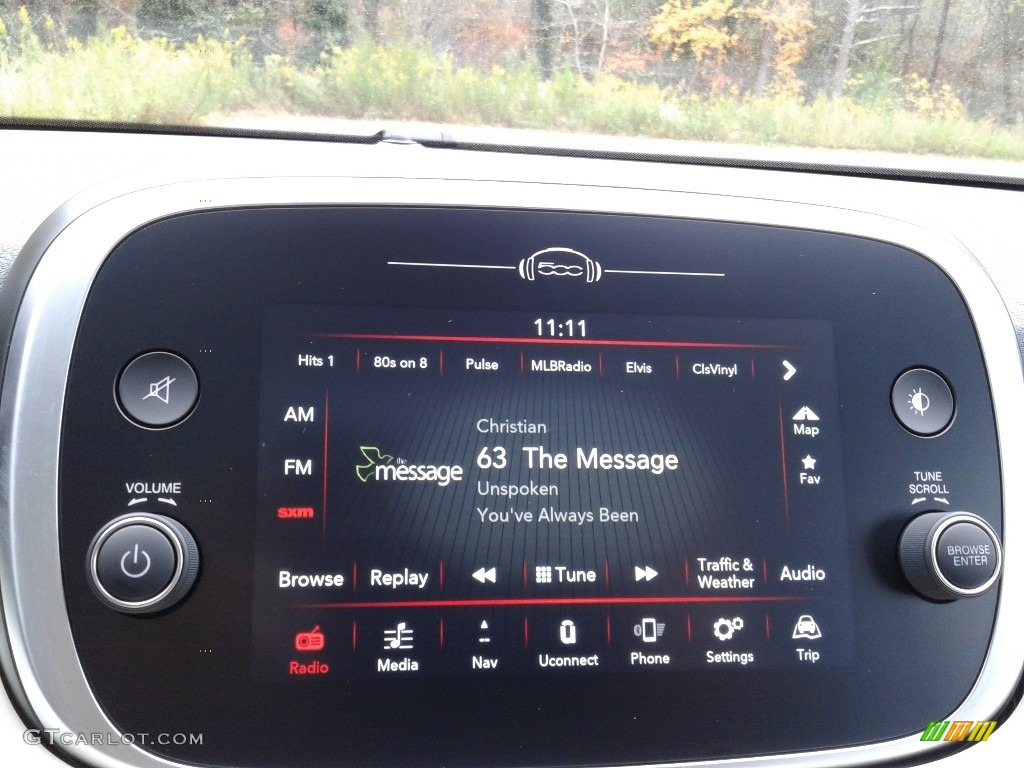 500
11:11
Hits 1 80s on 8 Pulse MLBRadio Elvis ClsVinyl
AM
FM
sxm
Christian
the message
63 The Message
Unspoken
You've Always Been
Map
Fav
VOLUME
TUNE
SCROLL
BROWSE
ENTER
Browse Replay Tune Traffic & Weather Audio
Radio Media Nav Uconnect Phone Settings Trip
GTCARLOT.COM